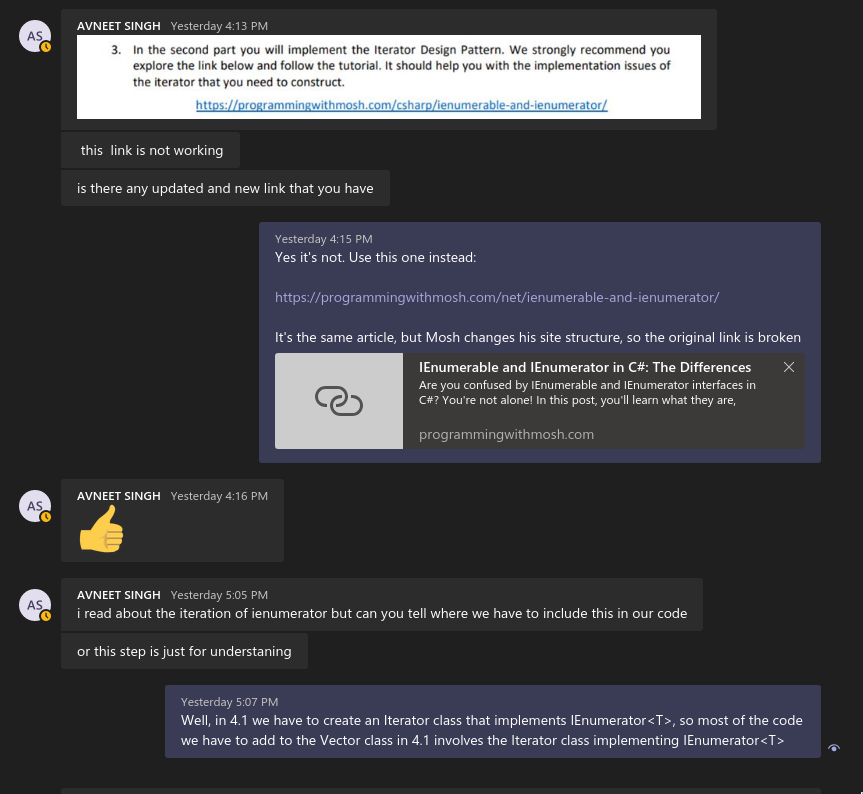 AS
AVNEET SINGH Yesterday 4:13 PM
3. In the second part you will implement the Iterator Design Pattern. We strongly recommend you
explore the link below and follow the tutorial. It should help you with the implementation issues of
the iterator that you need to construct.
https://programmingwithmosh.com/csharp/ienumerable-and-ienumerator/
this link is not working
is there any updated and new link that you have
Yesterday 4:15 PM
Yes it's not. Use this one instead:
https://programmingwithmosh.com/net/ienumerable-and-ienumerator/
It's the same article, but Mosh changes his site structure, so the original link is broken
IEnumerable and IEnumerator in C#: The Differences
Are you confused by IEnumerable and IEnumerator interfaces in
C#? You're not alone! In this post, you'll learn what they are,
programmingwithmosh.com
AS
AVNEET SINGH Yesterday 4:16 PM
AS
AVNEET SINGH Yesterday 5:05 PM
i read about the iteration of ienumerator but can you tell where we have to include this in our code
or this step is just for understaning
Yesterday 5:07 PM
Well, in 4.1 we have to create an Iterator class that implements IEnumerator<T>, so most of the code
we have to add to the Vector class in 4.1 involves the Iterator class implementing IEnumerator<T>